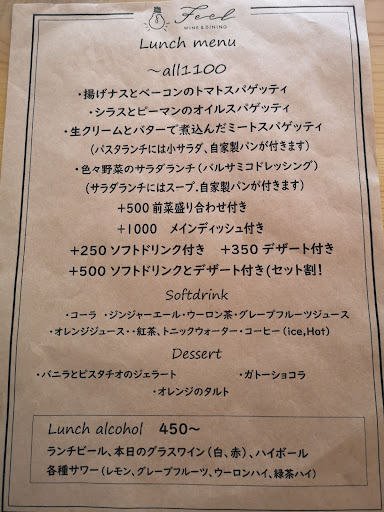 Feel
WINE & DINING
Lunch menu
～all1100
・揚げナスとベーコンのトマトスパゲッティ
・シラスとピーマンのオイルスパゲッティ
・生クリームとバターで煮込んだミートスパゲッティ
(パスタランチには小サラダ、自家製パンが付きます)
・色々野菜のサラダランチ(バルサミコドレッシング)
(サラダランチにはスープ.自家製パンが付きます)
+500 前菜盛り合わせ付き
+1000 メインディッシュ付き
+250 ソフトドリンク付き +350 デザート付き
+500 ソフトドリンクとデザート付き(セット割!
Softdrink
・コーラ ・ジンジャーエール・ウーロン茶・グレープフルーツジュース
・オレンジジュース・・紅茶、トニックウォーター・コーヒー(ice,Hot)
Dessert
・バニラとピスタチオのジェラート ・ガトーショコラ
・オレンジのタルト
Lunch alcohol 450～
ランチビール、本日のグラスワイン(白、赤)、ハイボール
各種サワー(レモン、グレープフルーツ、ウーロンハイ、緑茶ハイ)